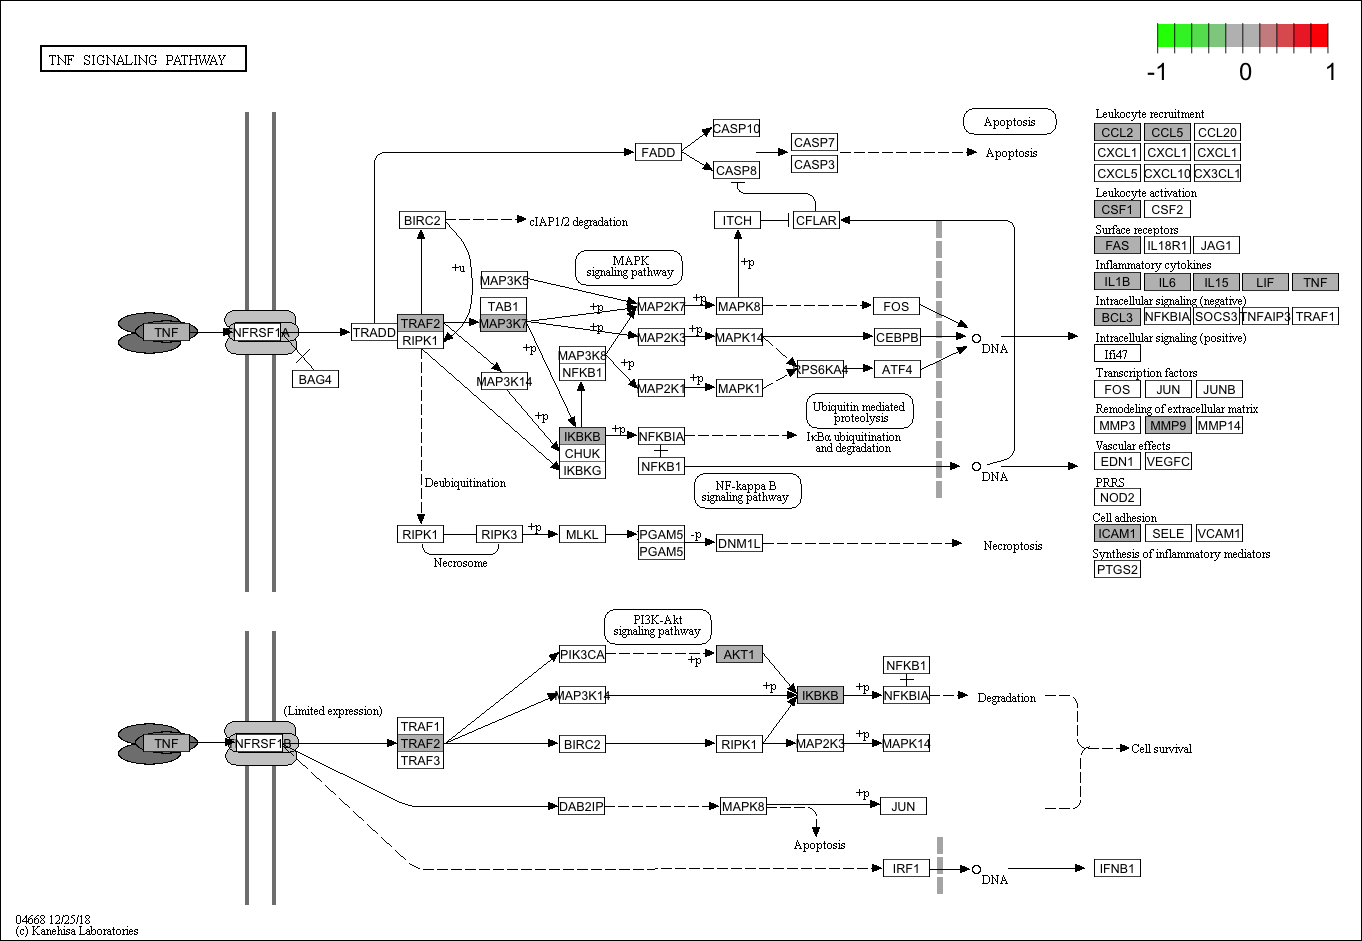 TNF SIGNALING PATHWAY
-1 0 1
Leukocyte recruitment
CCL2 CCL5 CCL20
CXCL1 CXCL1 CXCL1
CXCL5 CXCL10 CX3CL1
Leukocyte activation
CSF1 CSF2
Surface receptors
FAS IL18R1 JAG1
Inflammatory cytokines
IL1B IL6 IL15 LIF TNF
Intracellular signaling (negative)
BCL3 NFKBIA SOCS3 TNFAIP3 TRAF1
Intracellular signaling (positive)
Ifi47
Transcription factors
FOS JUN JUNB
Remodeling of extracellular matrix
MMP3 MMP9 MMP14
Vascular effects
EDN1 VEGFC
PRRS
NOD2
Cell adhesion
ICAM1 SELE VCAM1
Synthesis of inflammatory mediators
PTGS2
CASP10
FADD
CASP7
CASP3
Apoptosis
Apoptosis
CASP8
BIRC2
cIAP1/2 degradation
ITCH
CFLAR
+u
MAPK
signaling pathway
+p
MAP3K5
TAB1
MAP3K7
+p
MAP2K7
+p
MAPK8
FOS
TNF
NFRSF1A
TRADD
TRAF2
RIPK1
+p
+p
MAP2K3
+p
MAPK14
CEBPB
DNA
BAG4
MAP3K14
MAP3K8
NFKB1
+p
MAP2K1
+p
MAPK1
RPS6KA4
ATF4
+p
Ubiquitin mediated
proteolysis
IKBKB
CHUK
IKBKG
+p
NFKBIA
IκBα ubiquitination
and degradation
NFKB1
DNA
NF-kappa B
signaling pathway
Deubiquitination
RIPK1
RIPK3
+p
MLKL
PGAM5
PGAM5
-p
DNM1L
Necroptosis
Necrosome
PI3K-Akt
signaling pathway
PIK3CA
+p
AKT1
NFKB1
MAP3K14
+p
IKBKB
+p
NFKBIA
Degradation
(Limited expression)
TNF
NFRSF1B
TRAF1
TRAF2
TRAF3
BIRC2
RIPK1
MAP2K3
+p
MAPK14
Cell survival
DAB2IP
MAPK8
+p
JUN
Apoptosis
IRF1
DNA
IFNB1
04668 12/25/18
(c) Kanehisa Laboratories